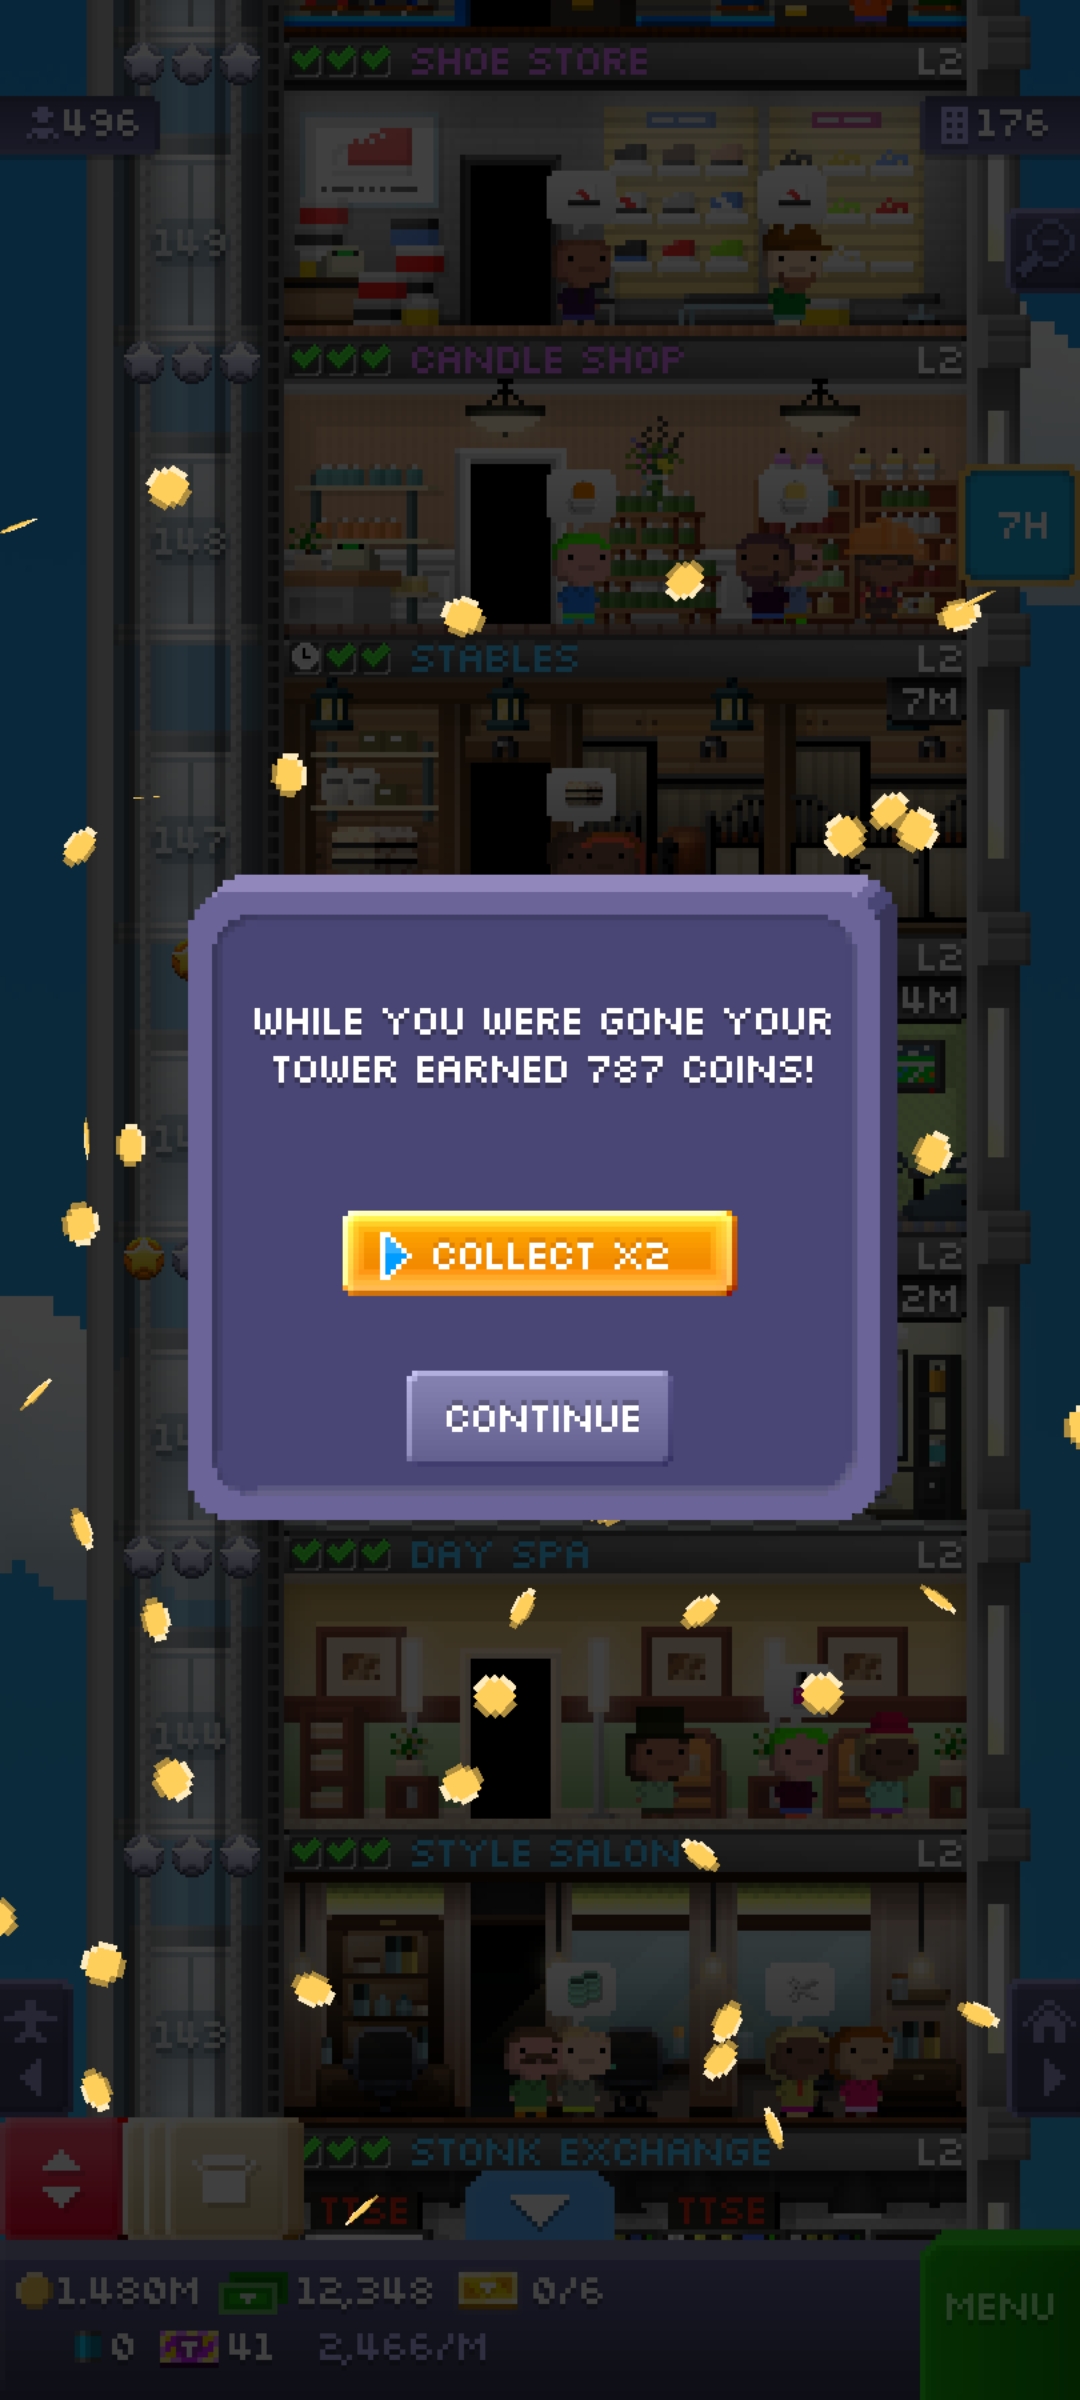 SHOE STORE L2
496
176
149
CANDLE SHOP L2
7H
148
STABLES L2
7M
147
L2
4M
WHILE YOU WERE GONE YOUR
TOWER EARNED 787 COINS!
COLLECT X2
L2
2M
CONTINUE
DAY SPA L2
144
STYLE SALON L2
143
STONK EXCHANGE L2
TTSE TTSE
1.480M 12,348 0/6
MENU
0 41 2,466/M